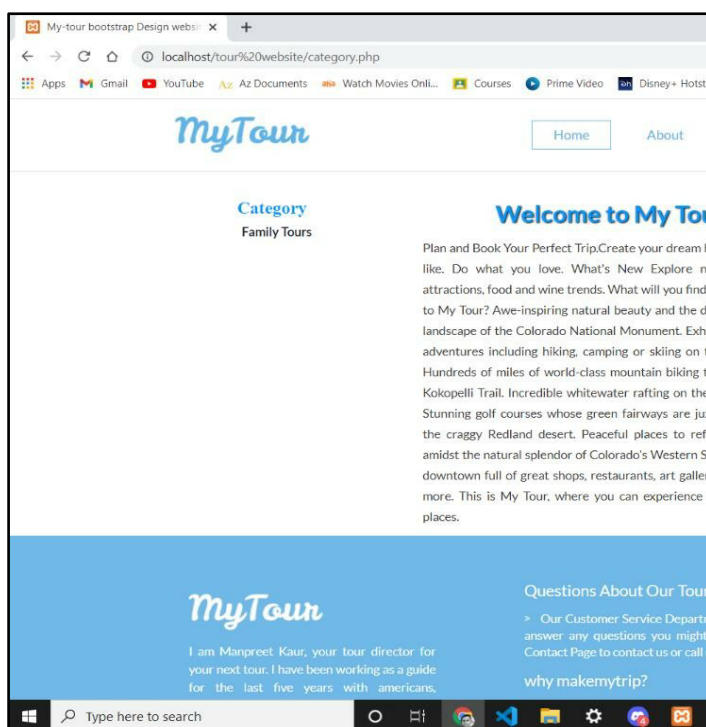 My-tour bootstrap Design websi
localhost/tour%20website/category.php
Apps Gmail YouTube Az Az Documents Watch Movies Onli... Courses Prime Video Disney+ Hotst
MyTour Home About
Category
Family Tours
Welcome to My Tou
Plan and Book Your Perfect Trip.Create your dream
like. Do what you love. What's New Explore n
attractions, food and wine trends. What will you find
to My Tour? Awe-inspiring natural beauty and the d
landscape of the Colorado National Monument. Exh
adventures including hiking, camping or skiing on
Hundreds of miles of world-class mountain biking
Kokopelli Trail. Incredible whitewater rafting on the
Stunning golf courses whose green fairways are ju
the craggy Redland desert. Peaceful places to ref
amidst the natural splendor of Colorado's Western S
downtown full of great shops, restaurants, art galle
more. This is My Tour, where you can experience
places.
MyTour
I am Manpreet Kaur, your tour director for
your next tour. I have been working as a guide
for the last five years with americans,
Questions About Our Tour
> Our Customer Service Depart
answer any questions you might
Contact Page to contact us or call
why makemytrip?
Type here to search